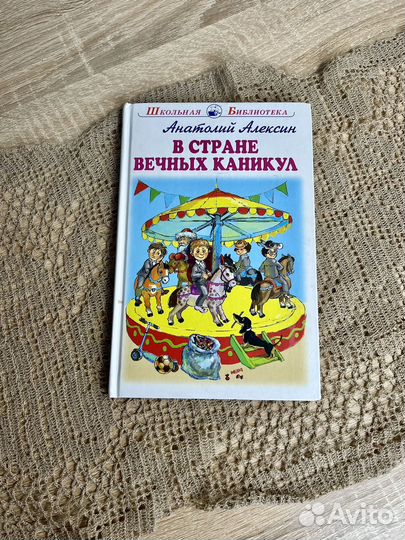 Школьная Библиотека
Анатолий Алексин
В СТРАНЕ
ВЕЧНЫХ КАНИКУЛ
Avito